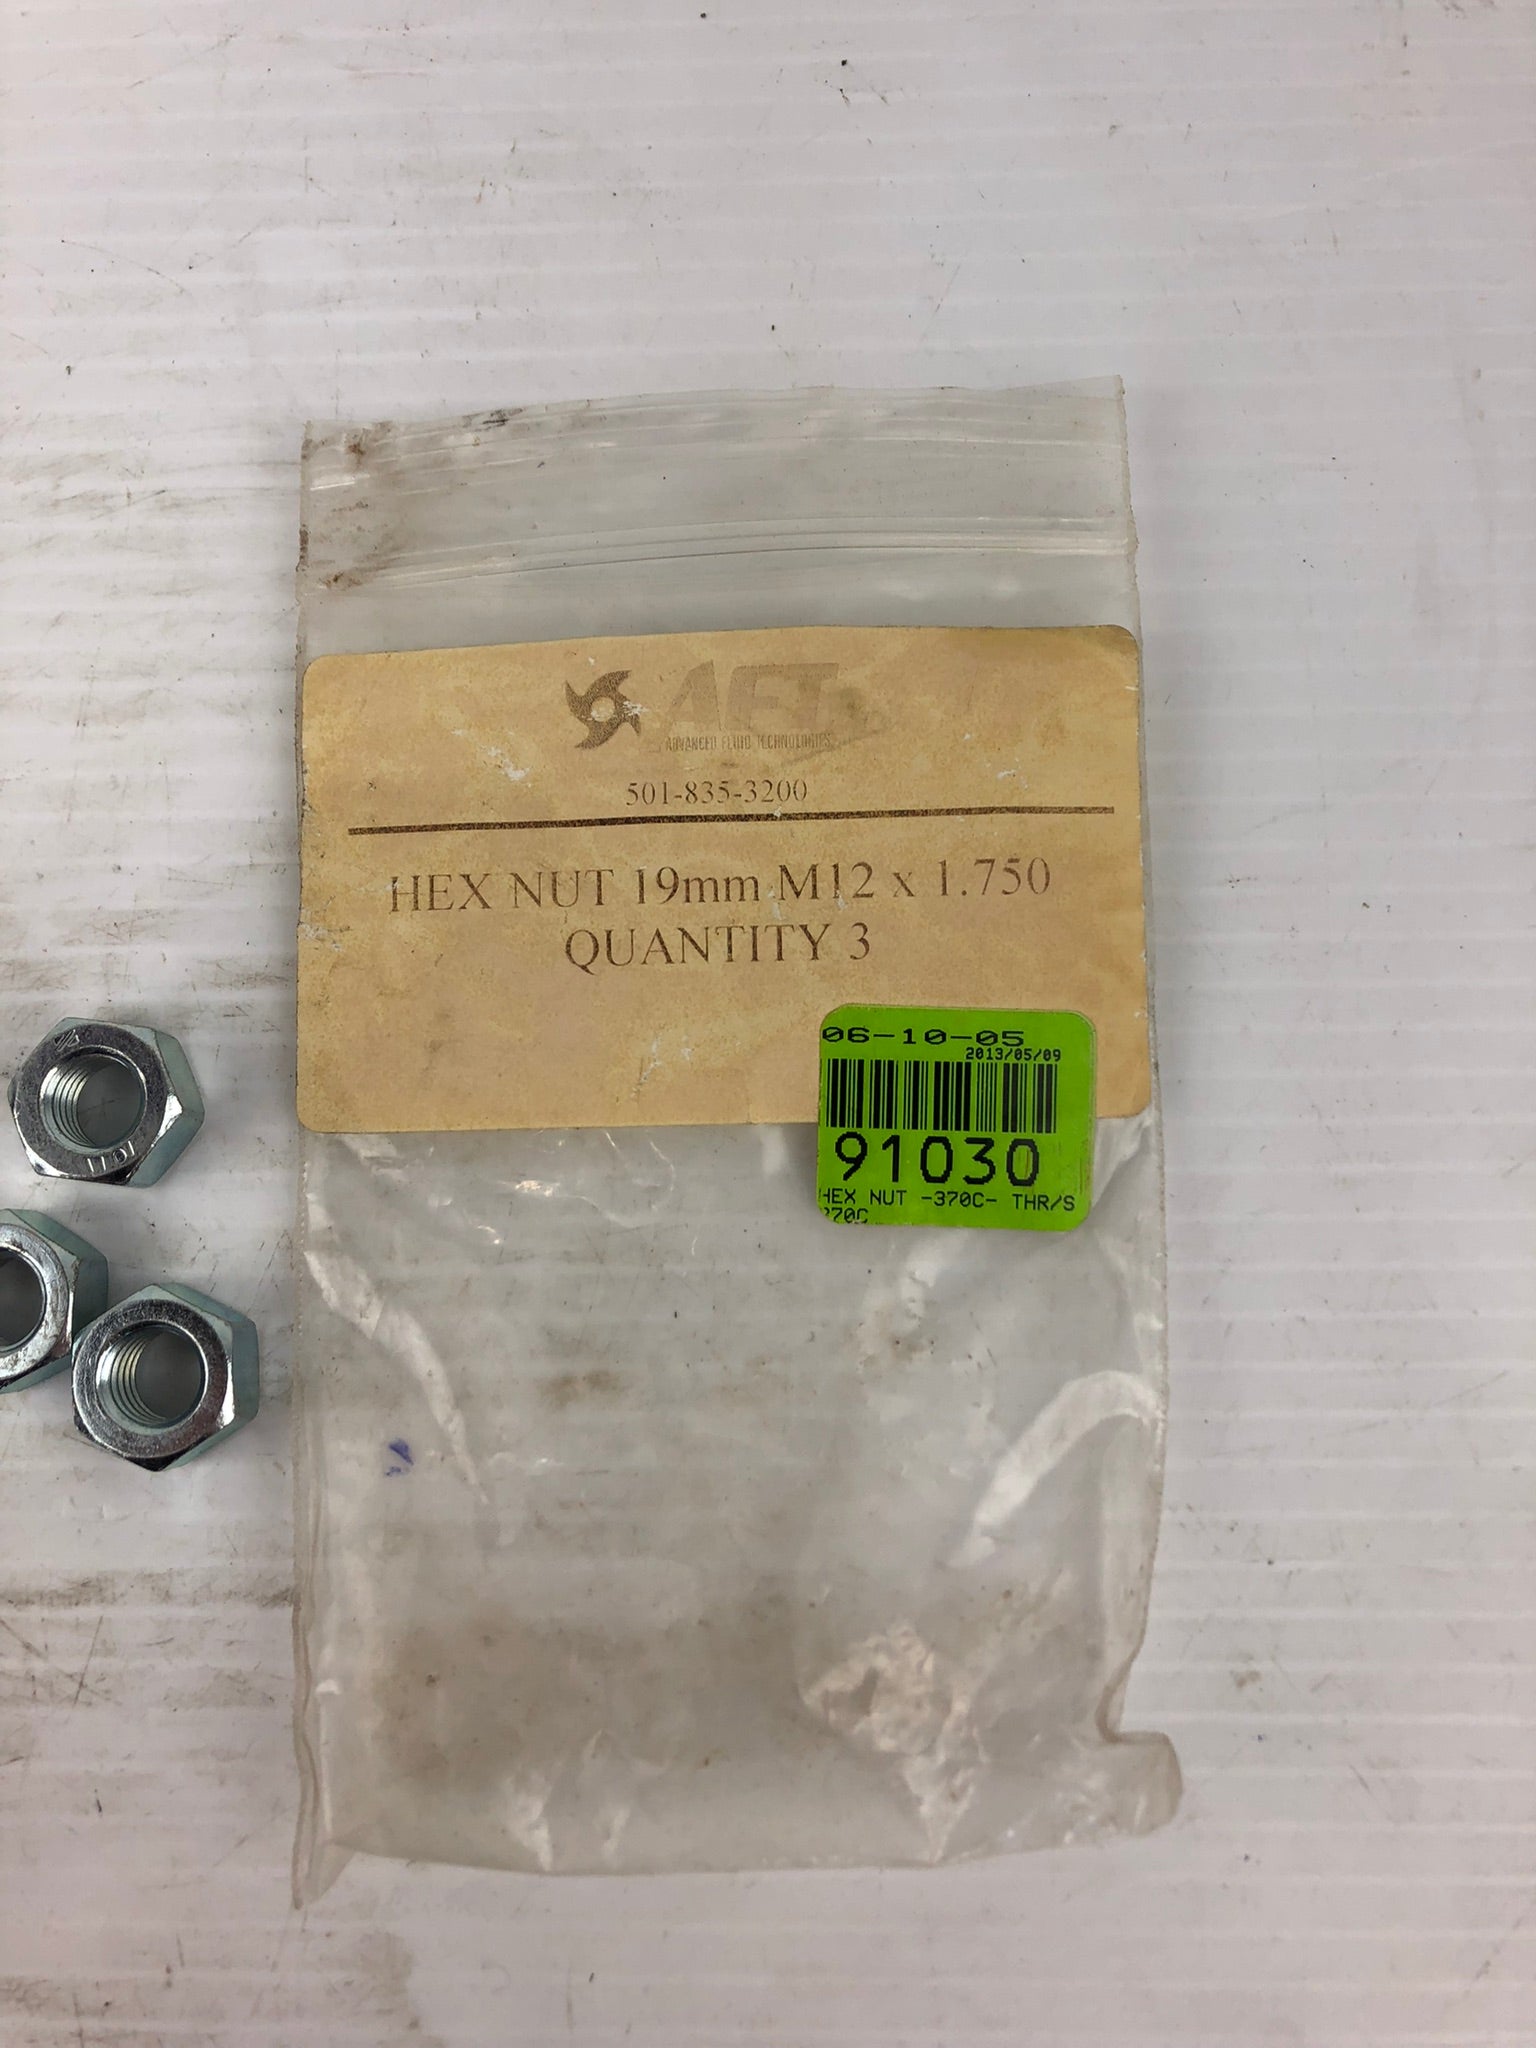 AFT
ADVANCED FLUID TECHNOLOGIES
501-835-3200
HEX NUT 19mm M12 x 1.750
QUANTITY 3
06-10-05
2013/05/09
91030
HEX NUT -370C- THR/S
370C